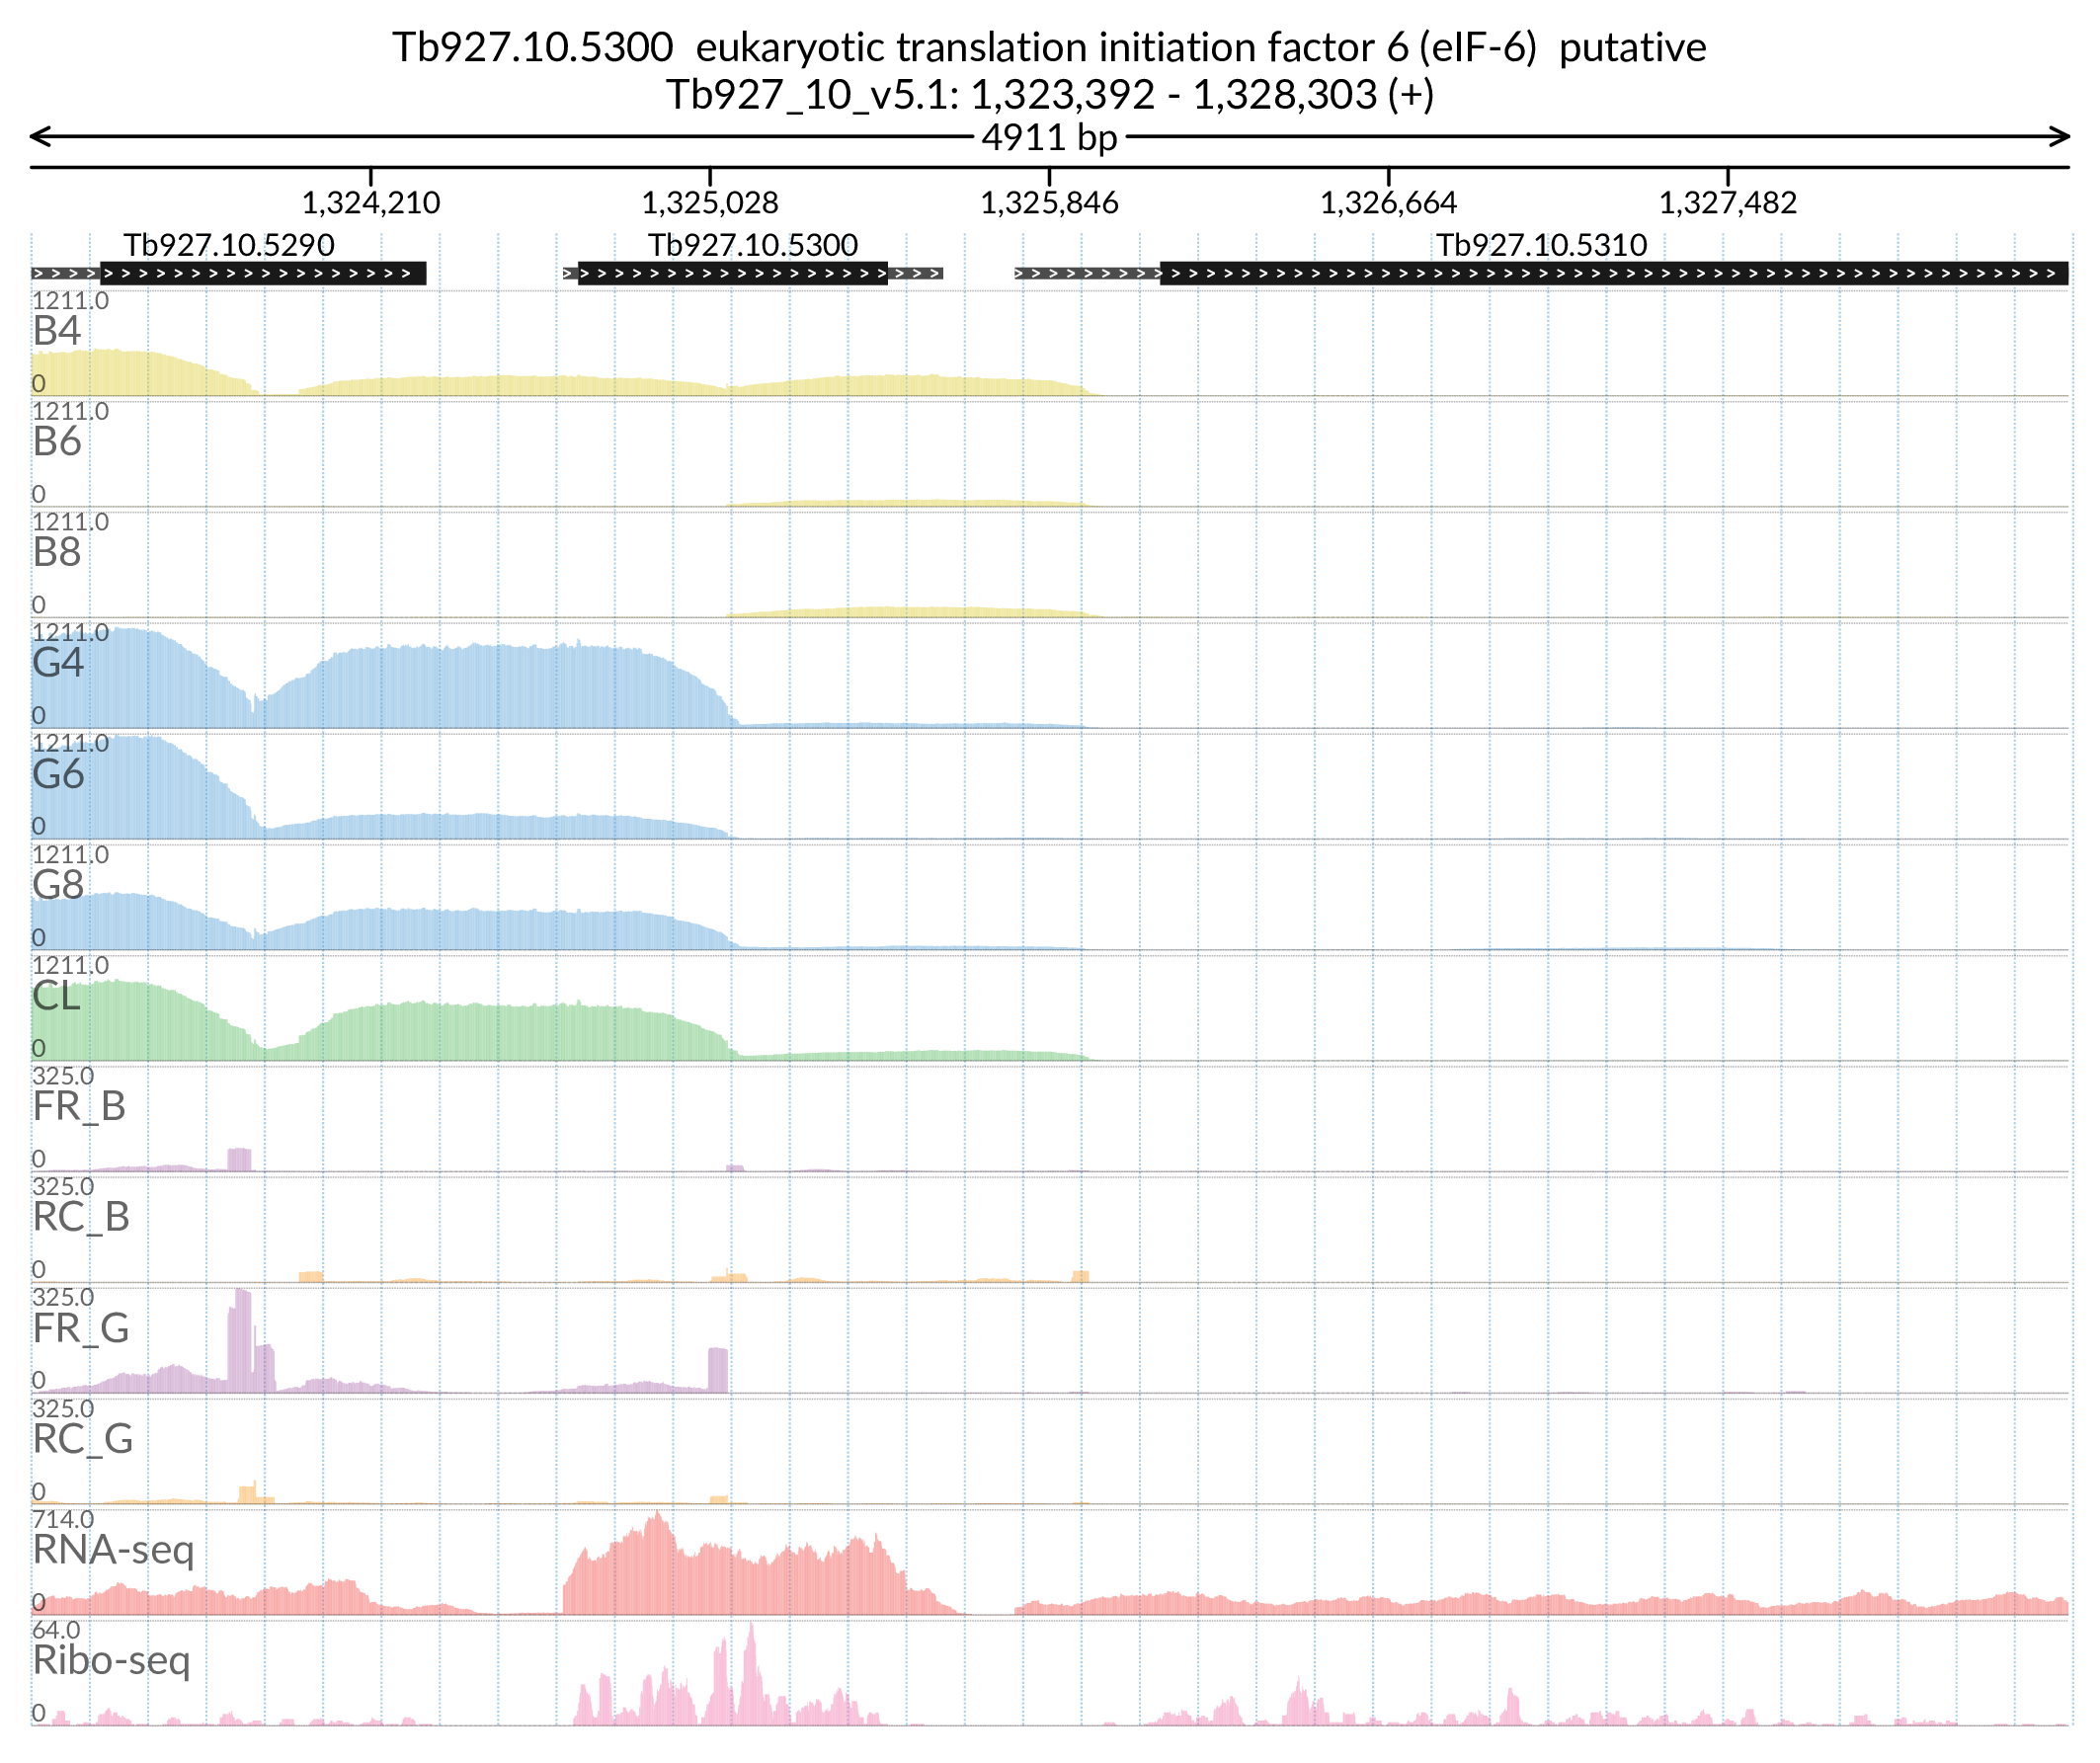 Tb927.10.5300  eukaryotic translation initiation factor 6 (eIF-6)  putative
Tb927_10_v5.1: 1,323,392 - 1,328,303 (+)
4911 bp
1,324,210 1,325,028 1,325,846 1,326,664 1,327,482
Tb927.10.5290 Tb927.10.5300 Tb927.10.5310
1211.0
B4
0
1211.0
B6
0
1211.0
B8
0
1211.0
G4
0
1211.0
G6
0
1211.0
G8
0
1211.0
CL
0
325.0
FR_B
0
325.0
RC_B
0
325.0
FR_G
0
325.0
RC_G
0
714.0
RNA-seq
0
64.0
Ribo-seq
0